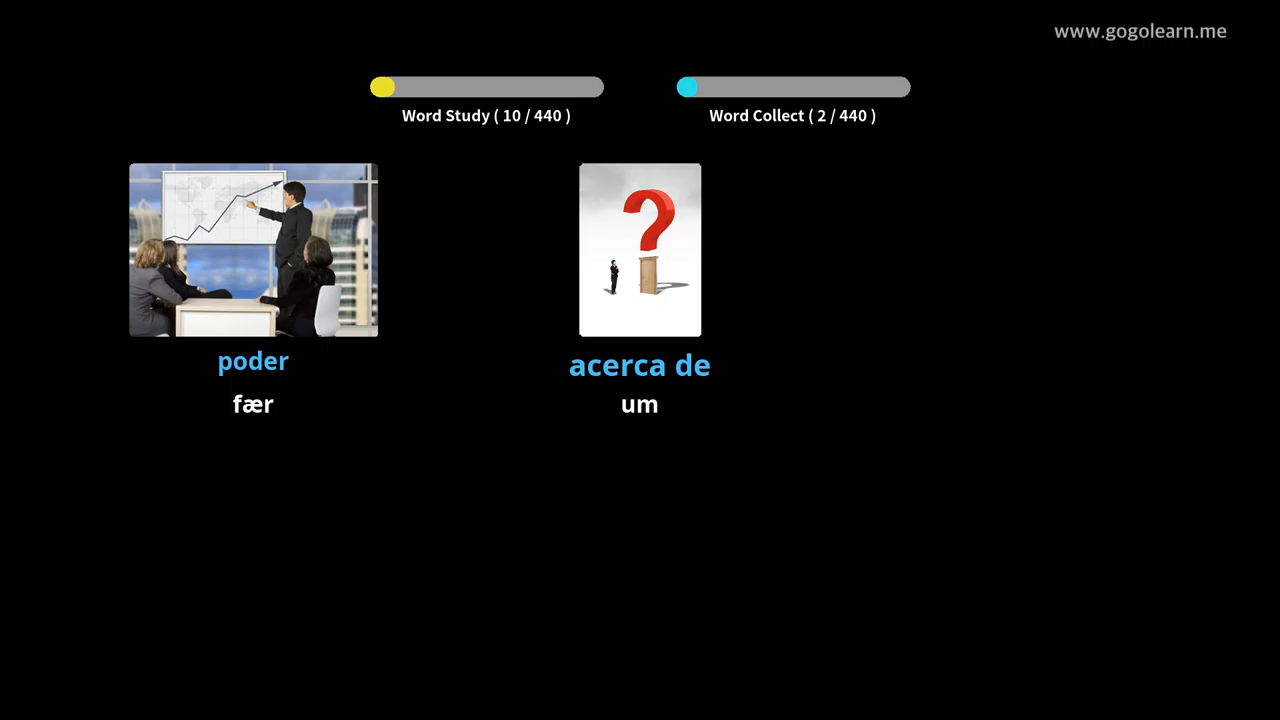 www.gogolearn.me
Word Study ( 10 / 440 )
Word Collect ( 2 / 440 )
poder
acerca de
fær
um